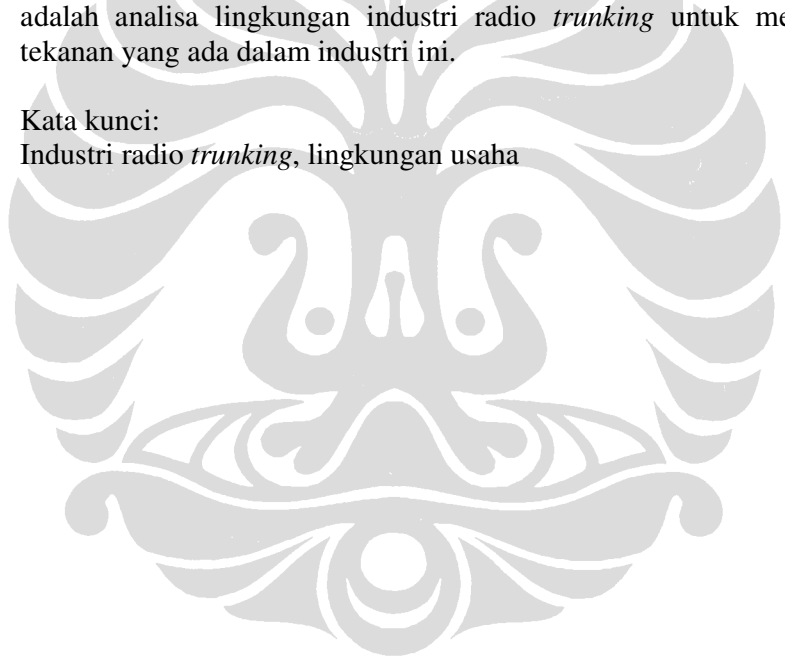 adalah analisa lingkungan industri radio trunking untuk me
tekanan yang ada dalam industri ini.
Kata kunci:
Industri radio trunking, lingkungan usaha